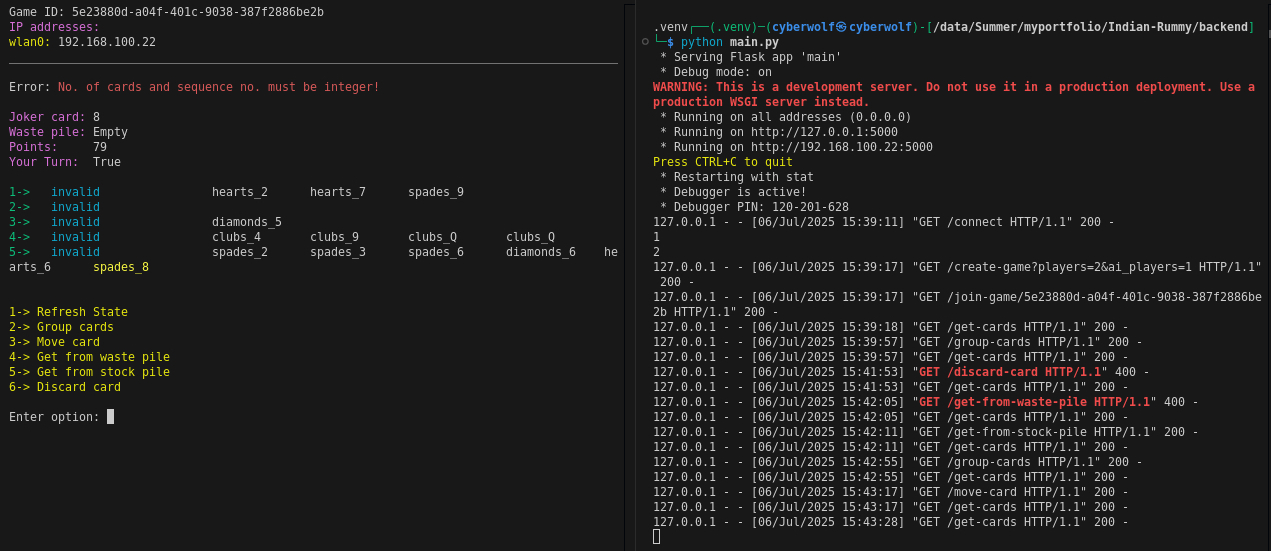 Game ID: 5e23880d-a04f-401c-9038-387f2886be2b
IP addresses:
wlan0: 192.168.100.22
Error: No. of cards and sequence no. must be integer!
Joker card: 8
Waste pile: Empty
Points:     79
Your Turn:  True
1->   invalid                hearts_2      hearts_7      spades_9
2->   invalid
3->   invalid                diamonds_5
4->   invalid                clubs_4       clubs_9       clubs_Q       clubs_Q
5->   invalid                spades_2      spades_3      spades_6      diamonds_6    he
arts_6      spades_8
1-> Refresh State
2-> Group cards
3-> Move card
4-> Get from waste pile
5-> Get from stock pile
6-> Discard card
Enter option:
.venv┌──(.venv)─(cyberwolf㉿cyberwolf)-[/data/Summer/myportfolio/Indian-Rummy/backend]
└─$ python main.py
 * Serving Flask app 'main'
 * Debug mode: on
WARNING: This is a development server. Do not use it in a production deployment. Use a
production WSGI server instead.
 * Running on all addresses (0.0.0.0)
 * Running on http://127.0.0.1:5000
 * Running on http://192.168.100.22:5000
Press CTRL+C to quit
 * Restarting with stat
 * Debugger is active!
 * Debugger PIN: 120-201-628
127.0.0.1 - - [06/Jul/2025 15:39:11] "GET /connect HTTP/1.1" 200 -
1
2
127.0.0.1 - - [06/Jul/2025 15:39:17] "GET /create-game?players=2&ai_players=1 HTTP/1.1"
 200 -
127.0.0.1 - - [06/Jul/2025 15:39:17] "GET /join-game/5e23880d-a04f-401c-9038-387f2886be
2b HTTP/1.1" 200 -
127.0.0.1 - - [06/Jul/2025 15:39:18] "GET /get-cards HTTP/1.1" 200 -
127.0.0.1 - - [06/Jul/2025 15:39:57] "GET /group-cards HTTP/1.1" 200 -
127.0.0.1 - - [06/Jul/2025 15:39:57] "GET /get-cards HTTP/1.1" 200 -
127.0.0.1 - - [06/Jul/2025 15:41:53] "GET /discard-card HTTP/1.1" 400 -
127.0.0.1 - - [06/Jul/2025 15:41:53] "GET /get-cards HTTP/1.1" 200 -
127.0.0.1 - - [06/Jul/2025 15:42:05] "GET /get-from-waste-pile HTTP/1.1" 400 -
127.0.0.1 - - [06/Jul/2025 15:42:05] "GET /get-cards HTTP/1.1" 200 -
127.0.0.1 - - [06/Jul/2025 15:42:11] "GET /get-from-stock-pile HTTP/1.1" 200 -
127.0.0.1 - - [06/Jul/2025 15:42:11] "GET /get-cards HTTP/1.1" 200 -
127.0.0.1 - - [06/Jul/2025 15:42:55] "GET /group-cards HTTP/1.1" 200 -
127.0.0.1 - - [06/Jul/2025 15:42:55] "GET /get-cards HTTP/1.1" 200 -
127.0.0.1 - - [06/Jul/2025 15:43:17] "GET /move-card HTTP/1.1" 200 -
127.0.0.1 - - [06/Jul/2025 15:43:17] "GET /get-cards HTTP/1.1" 200 -
127.0.0.1 - - [06/Jul/2025 15:43:28] "GET /get-cards HTTP/1.1" 200 -